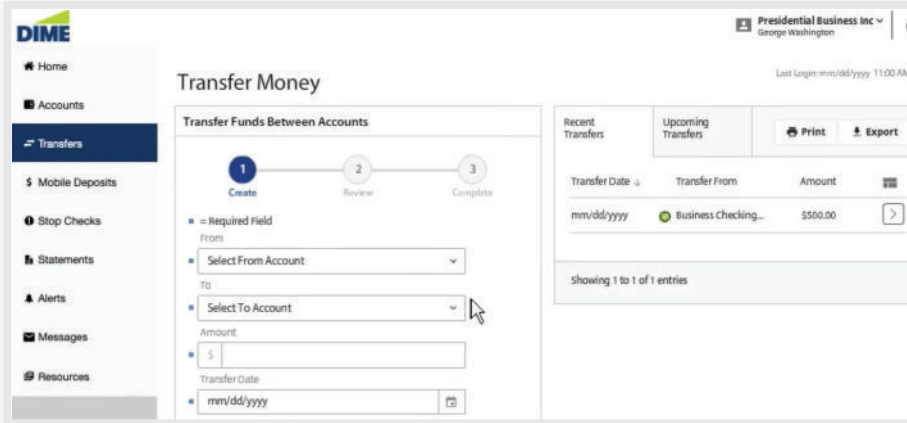 DIME
Presidential Business Inc
George Washington
Home
Accounts
Transfers
$ Mobile Deposits
Stop Checks
Statements
Alerts
Messages
Resources
Transfer Money
Last Login: mm/dd/yyyy 11:00 AM
Transfer Funds Between Accounts
1
2
3
Create
Review
Complete
= Required Field
From
Select From Account
To
Select To Account
Amount
$
Transfer Date
mm/dd/yyyy
Recent
Transfers
Upcoming
Transfers
Print
Export
Transfer Date ↓ Transfer From Amount
mm/dd/yyyy Business Checking... $500.00
Showing 1 to 1 of 1 entries